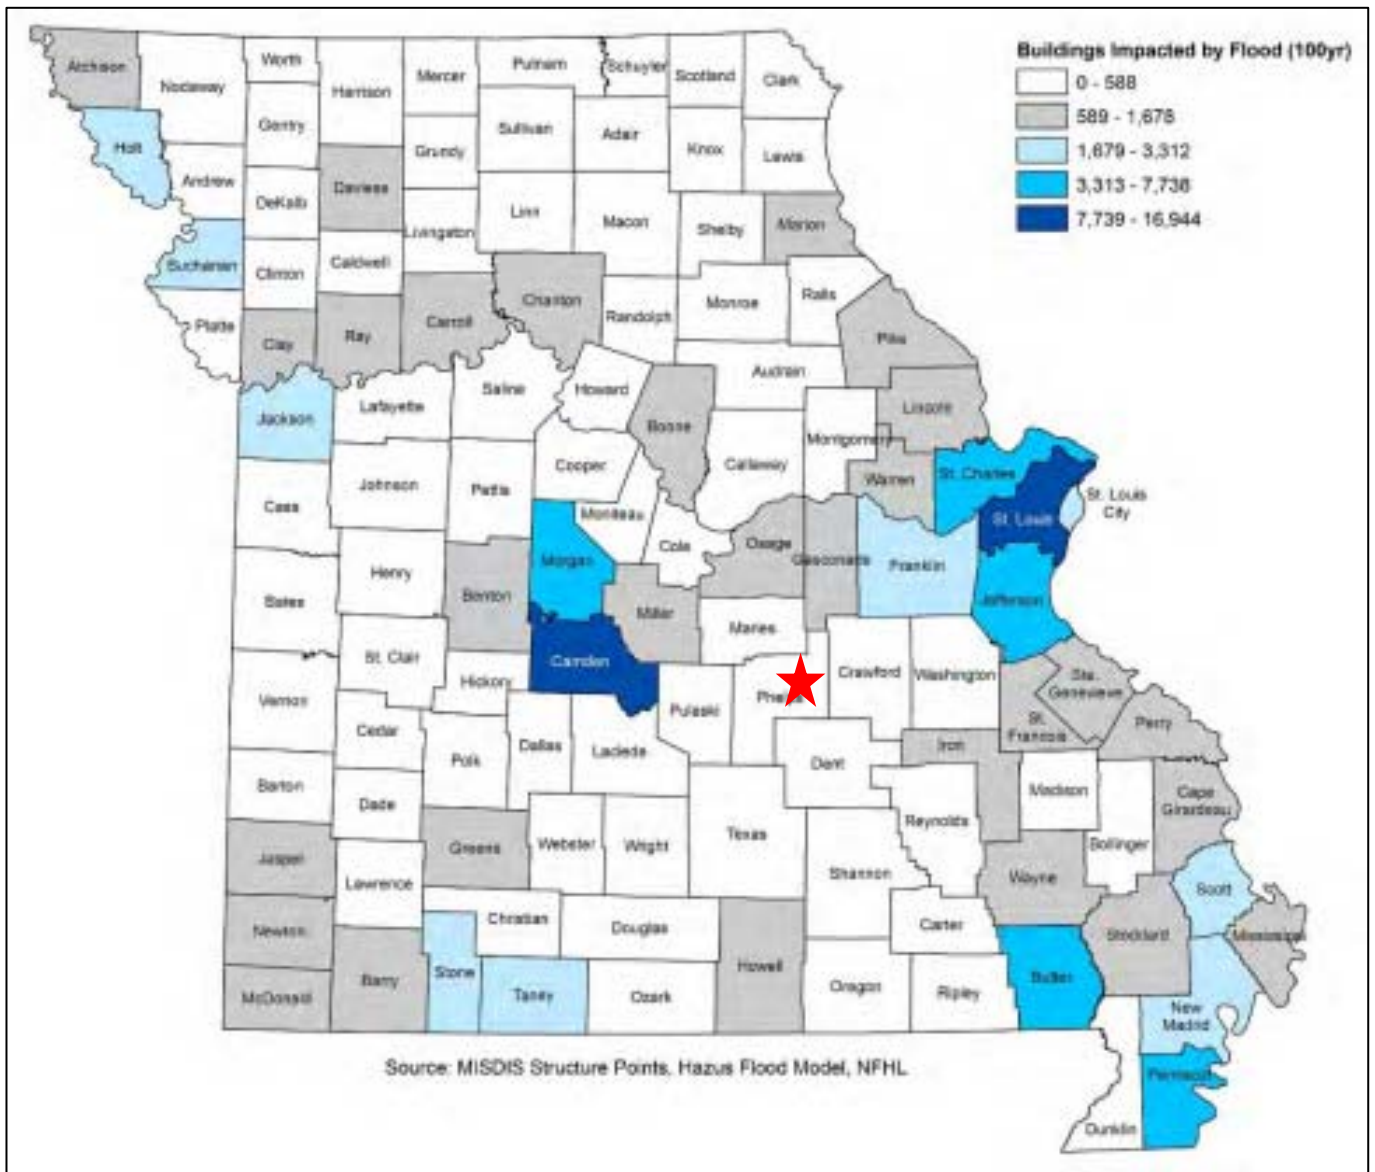 Buildings Impacted by Flood (100yr)
0 - 588
589 - 1,678
1,679 - 3,312
3,313 - 7,738
7,739 - 16,944
Atchison
Nodaway
Worth
Harrison
Mercer
Putnam
Schuyler
Scotland
Clark
Holt
Gentry
Sullivan
Adair
Knox
Lewis
Andrew
DeKalb
Daviess
Grundy
Linn
Macon
Shelby
Marion
Buchanan
Clinton
Caldwell
Livingston
Chariton
Randolph
Monroe
Ralls
Platte
Clay
Ray
Carroll
Pike
Jackson
Lafayette
Saline
Howard
Boone
Audrain
Lincoln
Montgomery
Cass
Johnson
Pettis
Cooper
Callaway
Warren
St. Charles
St. Louis
St. Louis
City
Moniteau
Cole
Osage
Gasconade
Franklin
Jefferson
Bates
Henry
Benton
Morgan
Miller
Maries
St. Clair
Hickory
Camden
Pulaski
Phelps
Crawford
Washington
Ste.
Genevieve
St.
Francois
Perry
Vernon
Cedar
Polk
Dallas
Laclede
Dent
Iron
Madison
Cape
Girardeau
Barton
Dade
Greene
Webster
Wright
Texas
Reynolds
Bollinger
Jasper
Lawrence
Shannon
Wayne
Scott
Newton
Christian
Douglas
Carter
Stoddard
Mississippi
McDonald
Barry
Stone
Taney
Ozark
Howell
Oregon
Ripley
Butler
New
Madrid
Pemiscot
Dunklin
Source: MISDIS Structure Points, Hazus Flood Model, NFHL